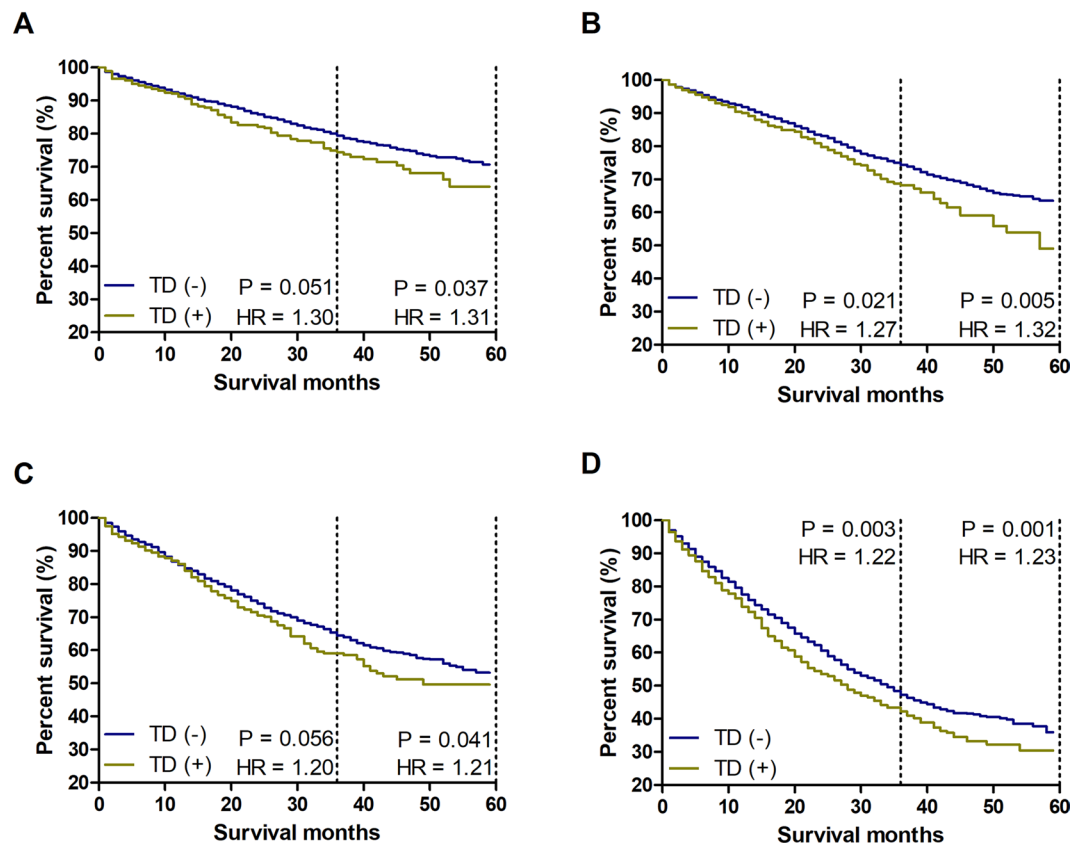 A
Percent survival (%)
100
90
80
70
60
50
40
30
20
TD (-)
TD (+)
P = 0.051
HR = 1.30
P = 0.037
HR = 1.31
0 10 20 30 40 50 60
Survival months
B
Percent survival (%)
100
90
80
70
60
50
40
30
20
TD (-)
TD (+)
P = 0.021
HR = 1.27
P = 0.005
HR = 1.32
0 10 20 30 40 50 60
Survival months
C
Percent survival (%)
100
90
80
70
60
50
40
30
20
TD (-)
TD (+)
P = 0.056
HR = 1.20
P = 0.041
HR = 1.21
0 10 20 30 40 50 60
Survival months
D
Percent survival (%)
100
90
80
70
60
50
40
30
20
P = 0.003
HR = 1.22
P = 0.001
HR = 1.23
TD (-)
TD (+)
0 10 20 30 40 50 60
Survival months